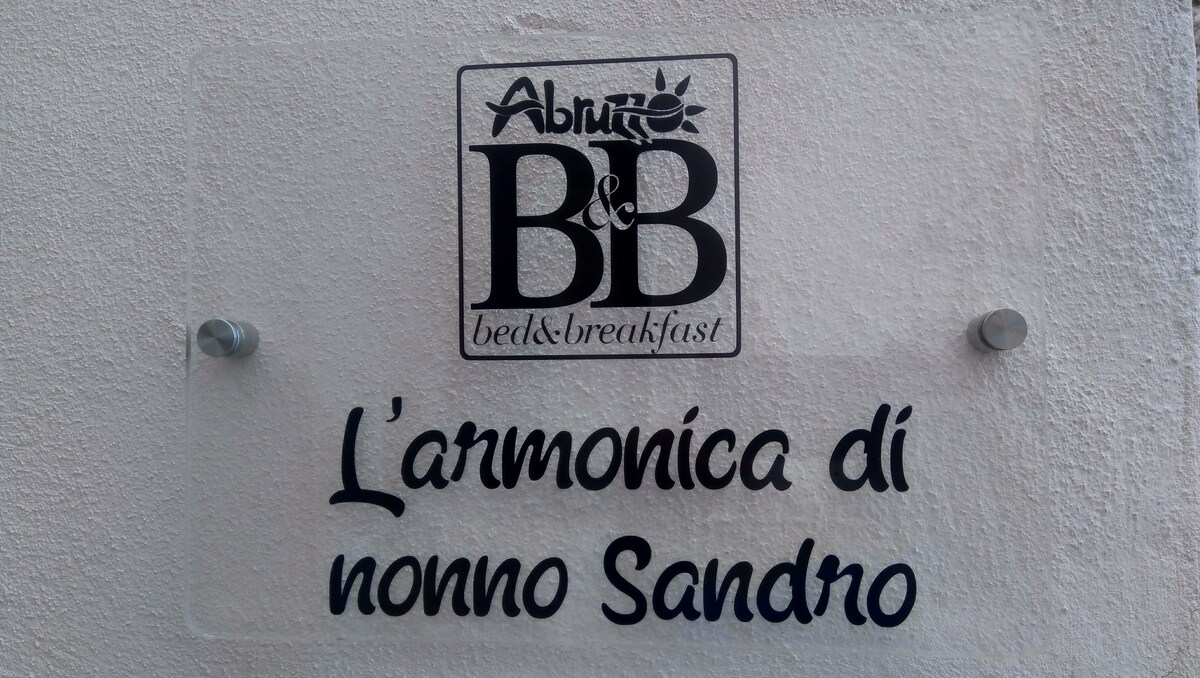 Abruzzo
B&B
bed&breakfast
L'armonica di
nonno Sandro